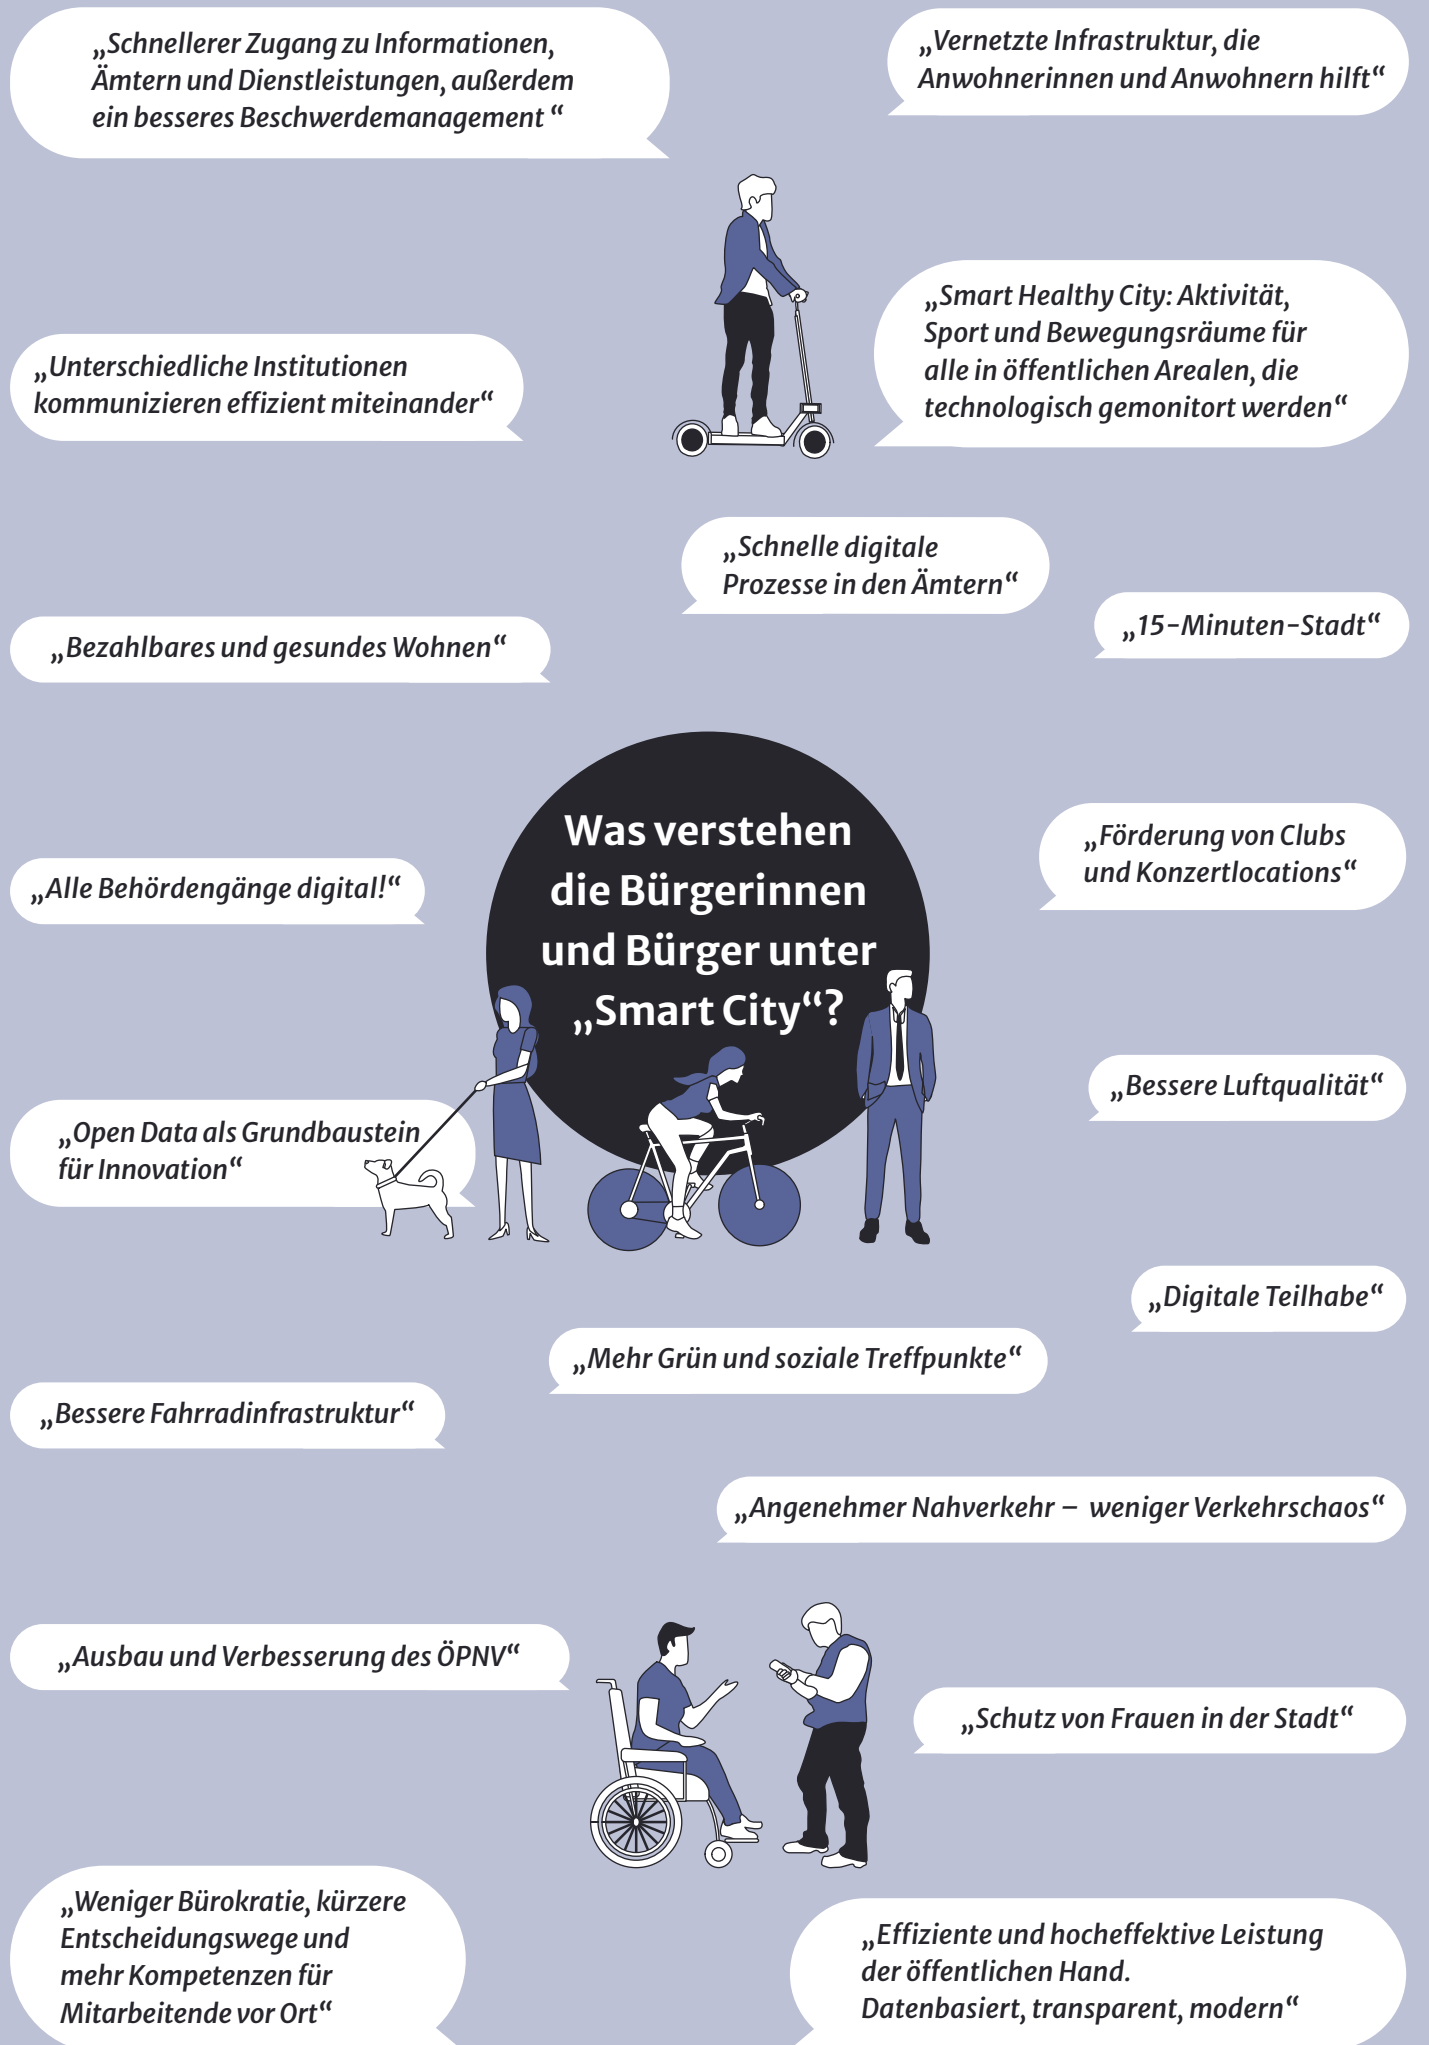 „Schnellerer Zugang zu Informationen,
Ämtern und Dienstleistungen, außerdem
ein besseres Beschwerdemanagement “
„Vernetzte Infrastruktur, die
Anwohnerinnen und Anwohnern hilft“
„Smart Healthy City: Aktivität,
Sport und Bewegungsräume für
alle in öffentlichen Arealen, die
technologisch gemonitort werden“
„Unterschiedliche Institutionen
kommunizieren effizient miteinander“
„Schnelle digitale
Prozesse in den Ämtern“
„15-Minuten-Stadt“
„Bezahlbares und gesundes Wohnen“
Was verstehen
die Bürgerinnen
und Bürger unter
„Smart City“?
„Förderung von Clubs
und Konzertlocations“
„Alle Behördengänge digital!“
„Bessere Luftqualität“
„Open Data als Grundbaustein
für Innovation“
„Digitale Teilhabe“
„Mehr Grün und soziale Treffpunkte“
„Bessere Fahrradinfrastruktur“
„Angenehmer Nahverkehr – weniger Verkehrschaos“
„Ausbau und Verbesserung des ÖPNV“
„Schutz von Frauen in der Stadt“
„Weniger Bürokratie, kürzere
Entscheidungswege und
mehr Kompetenzen für
Mitarbeitende vor Ort“
„Effiziente und hocheffektive Leistung
der öffentlichen Hand.
Datenbasiert, transparent, modern“